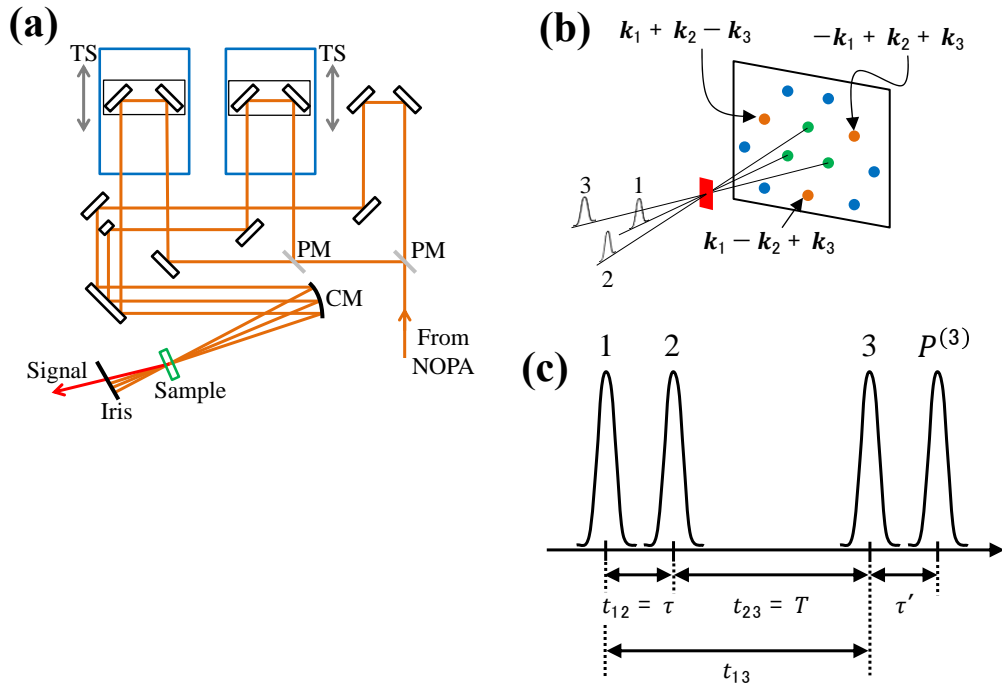 (a)
TS
TS
PM
PM
CM
From
NOPA
Signal
Sample
Iris
(b)
k₁ + k₂ − k₃
−k₁ + k₂ + k₃
3
1
2
k₁ − k₂ + k₃
(c)
1
2
3
P⁽³⁾
t₁₂ = τ
t₂₃ = T
τ′
t₁₃